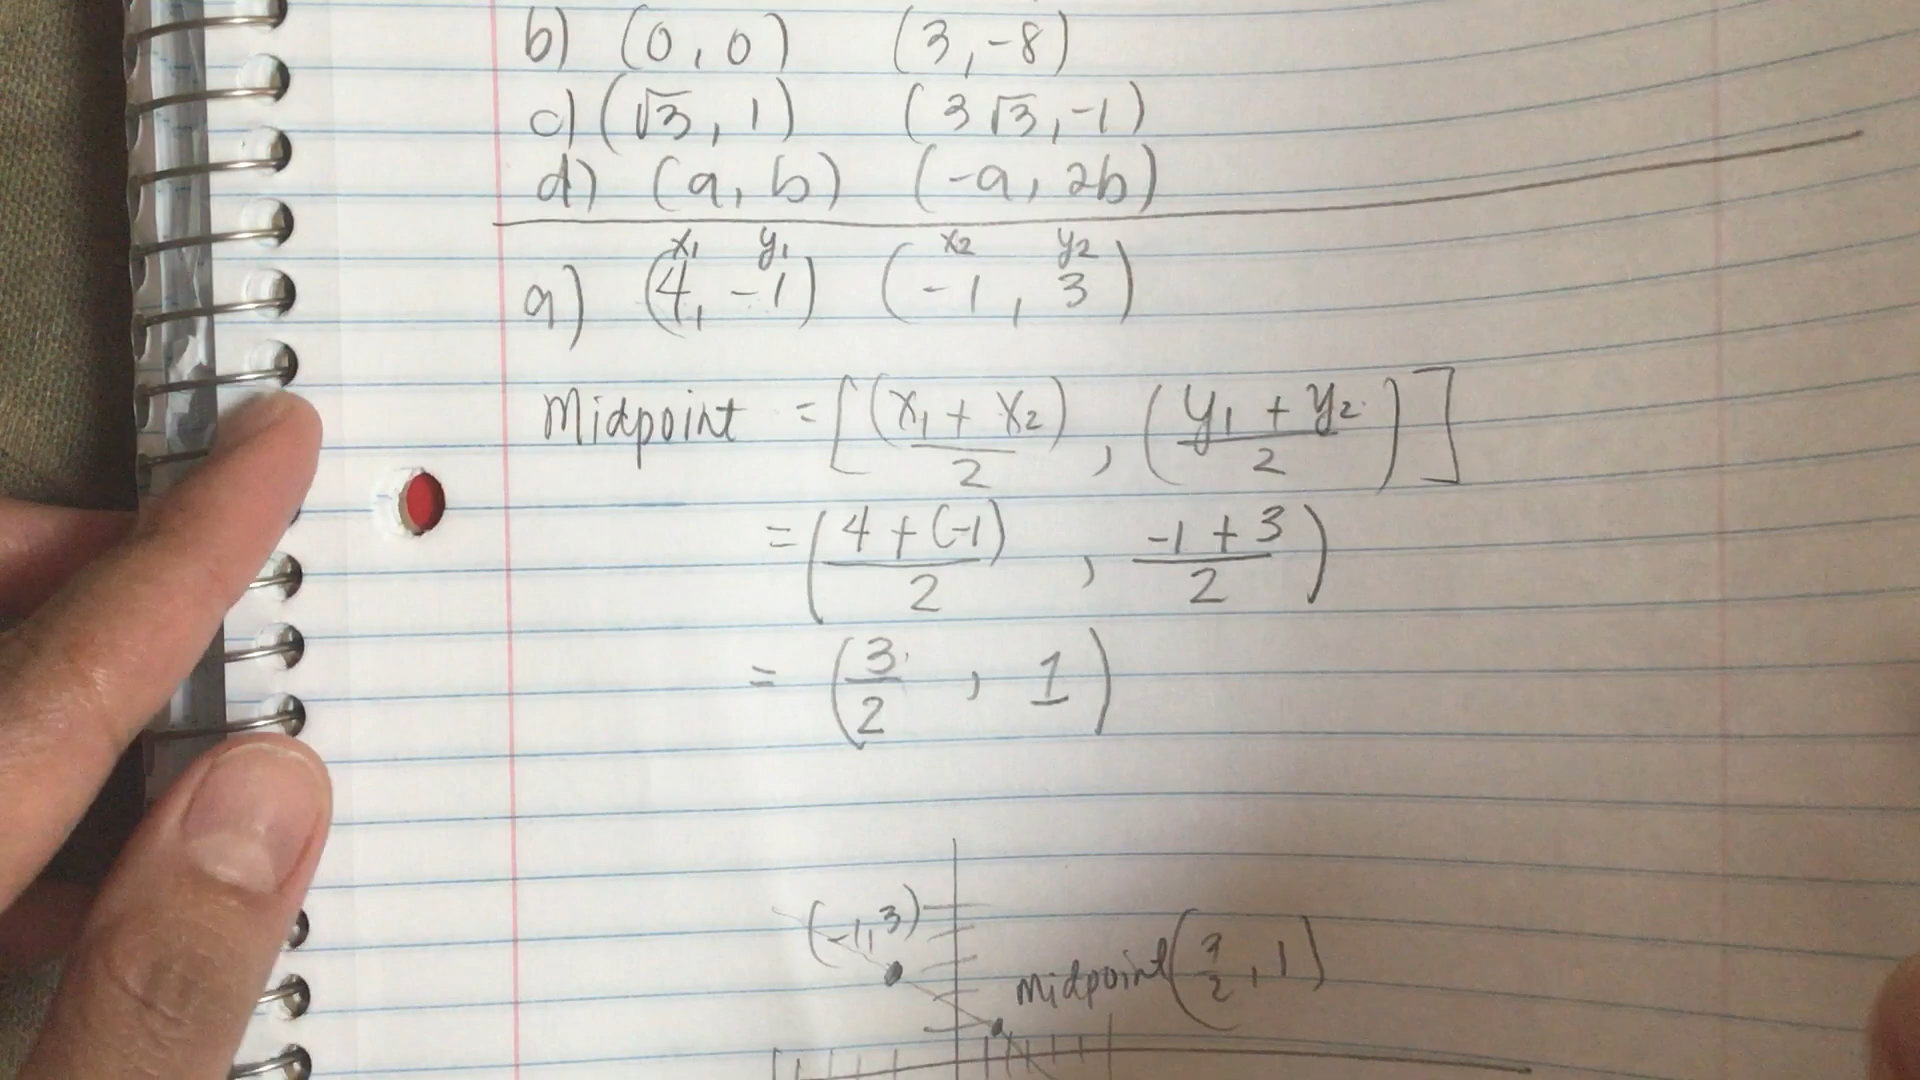 b) (0, 0) (3, -8)
c) (√3, 1) (3√3, -1)
d) (a, b) (-a, 2b)
x₁ y₁ x₂ y₂
a) (4, -1) (-1, 3)
Midpoint = [(x₁ + x₂)/2, (y₁ + y₂)/2]
= (4 + (-1)/2, -1 + 3/2)
= (3/2, 1)
(-1, 3)
midpoint (3/2, 1)